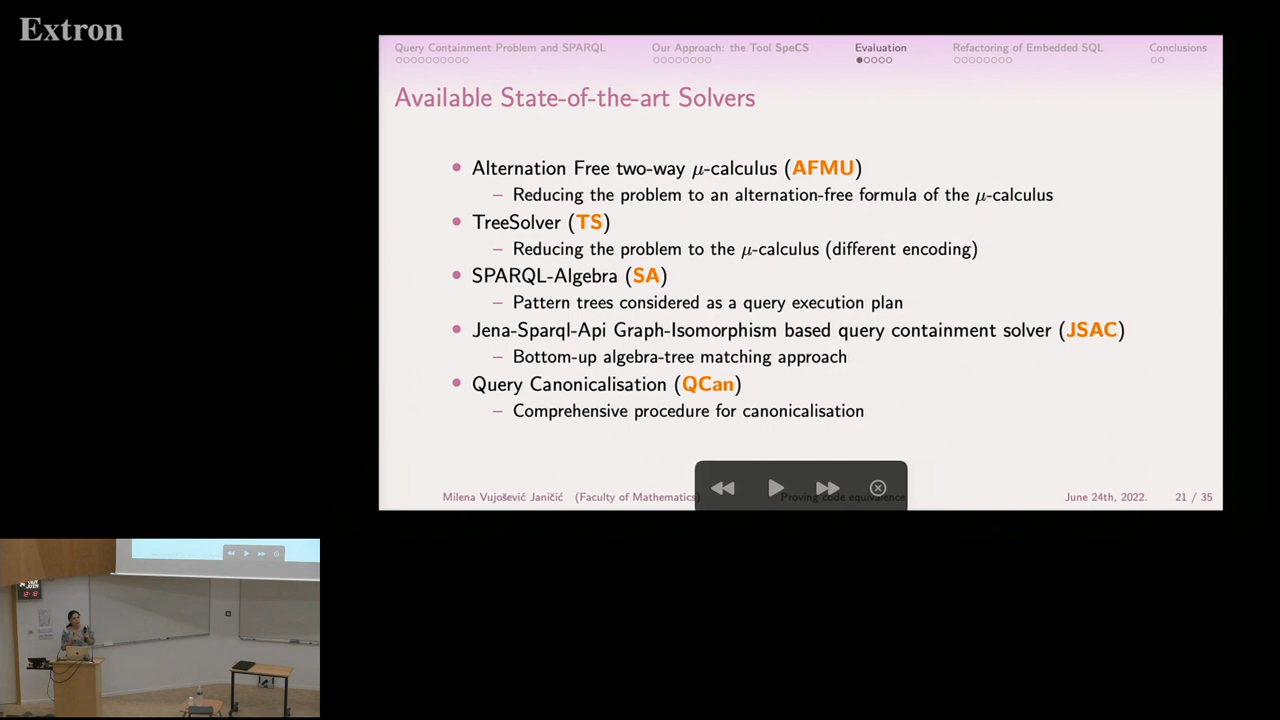 Extron
Query Containment Problem and SPARQL Our Approach: the Tool SpeCS Evaluation Refactoring of Embedded SQL Conclusions
Available State-of-the-art Solvers
• Alternation Free two-way μ-calculus (AFMU)
– Reducing the problem to an alternation-free formula of the μ-calculus
• TreeSolver (TS)
– Reducing the problem to the μ-calculus (different encoding)
• SPARQL-Algebra (SA)
– Pattern trees considered as a query execution plan
• Jena-Sparql-Api Graph-Isomorphism based query containment solver (JSAC)
– Bottom-up algebra-tree matching approach
• Query Canonicalisation (QCan)
– Comprehensive procedure for canonicalisation
Milena Vujošević Janičić (Faculty of Mathematics) Proving code equivalence June 24th, 2022. 21 / 35